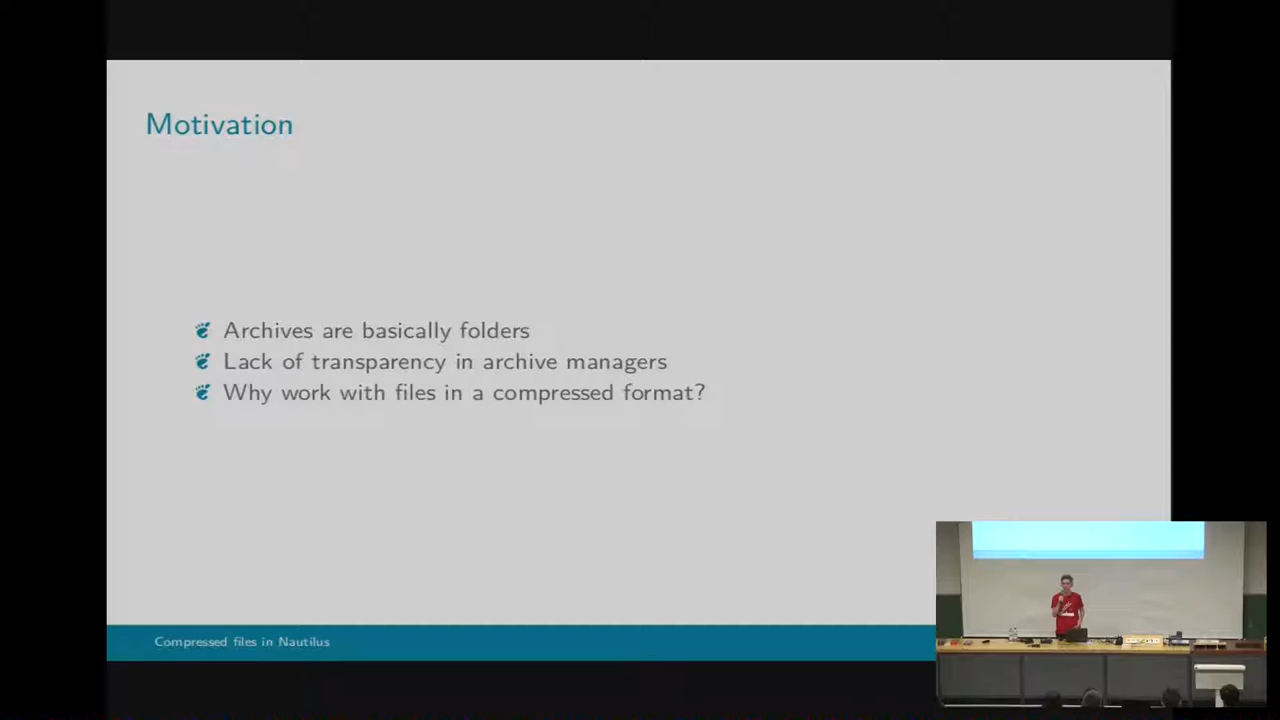 Motivation
Archives are basically folders
Lack of transparency in archive managers
Why work with files in a compressed format?
Compressed files in Nautilus